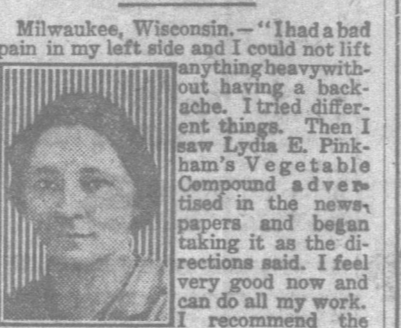 Milwaukee, Wisconsin.—"I had a bad
pain in my left side and I could not lift
anything heavy with-
out having a back-
ache. I tried differ-
ent things. Then I
saw Lydia E. Pink-
ham's Vegetable
Compound adver-
tised in the news-
papers and began
taking it as the di-
rections said. I feel
very good now and
can do all my work.
I recommend the